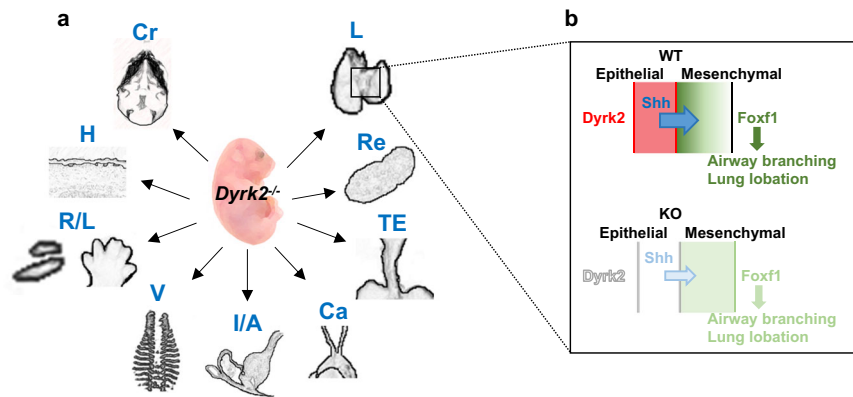 a
Cr
L
H
Re
Dyrk2-/-
R/L
TE
V
I/A
Ca
b
WT
Epithelial Mesenchymal
Shh
Dyrk2
Foxf1
Airway branching
Lung lobation
KO
Epithelial Mesenchymal
Shh
Dyrk2
Foxf1
Airway branching
Lung lobation